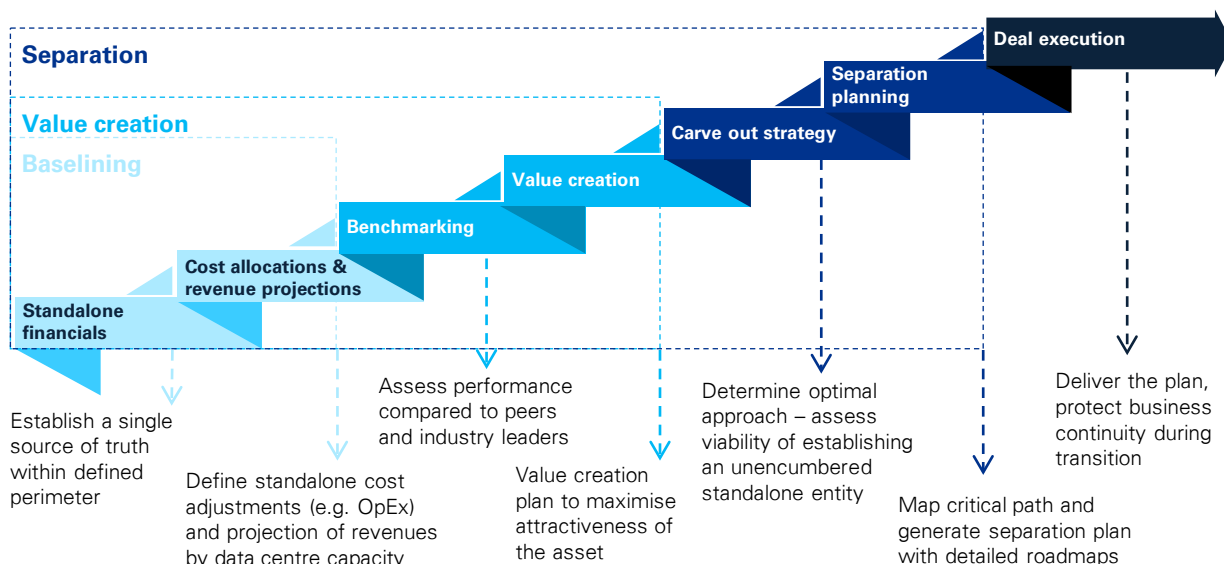 Separation
Value creation
Baselining
Standalone
financials
Cost allocations &
revenue projections
Benchmarking
Value creation
Carve out strategy
Separation
planning
Deal execution
Establish a single
source of truth
within defined
perimeter
Define standalone cost
adjustments (e.g. OpEx)
and projection of revenues
by data centre capacity
Assess performance
compared to peers
and industry leaders
Value creation
plan to maximise
attractiveness of
the asset
Determine optimal
approach – assess
viability of establishing
an unencumbered
standalone entity
Map critical path and
generate separation plan
with detailed roadmaps
Deliver the plan,
protect business
continuity during
transition